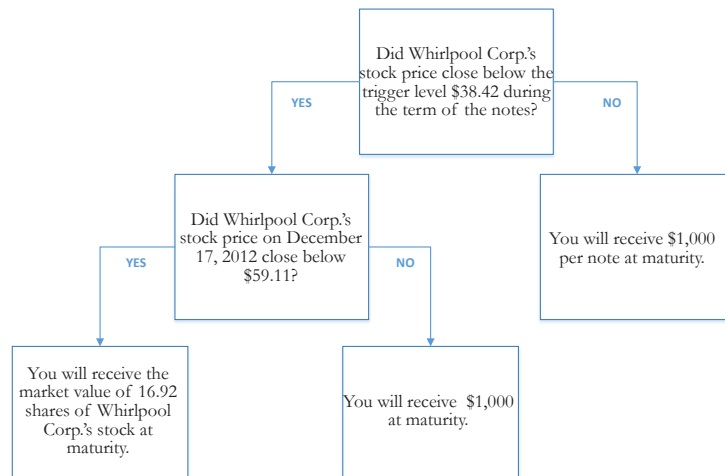 Did Whirlpool Corp.'s
stock price close below the
trigger level $38.42 during
the term of the notes?
YES
NO
Did Whirlpool Corp.'s
stock price on December
17, 2012 close below
$59.11?
You will receive $1,000
per note at maturity.
YES
NO
You will receive the
market value of 16.92
shares of Whirlpool
Corp.'s stock at
maturity.
You will receive $1,000
at maturity.